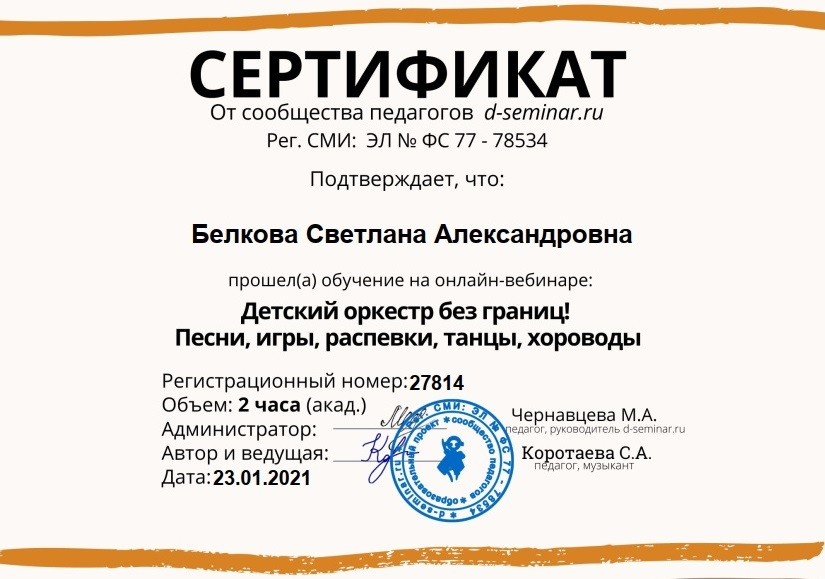 СЕРТИФИКАТ
От сообщества педагогов d-seminar.ru
Рег. СМИ: ЭЛ № ФС 77 - 78534
Подтверждает, что:
Белкова Светлана Александровна
прошел(а) обучение на онлайн-вебинаре:
Детский оркестр без границ!
Песни, игры, распевки, танцы, хороводы
Регистрационный номер:27814
Объем: 2 часа (акад.)
Администратор:
Чернавцева М.А.
педагог, руководитель d-seminar.ru
Автор и ведущая:
Коротаева С.А.
педагог, музыкант
Дата:23.01.2021
Рег. СМИ: ЭЛ № ФС 77 - 78534 * d-seminar.ru *
сообщество педагогов * образовательный проект *